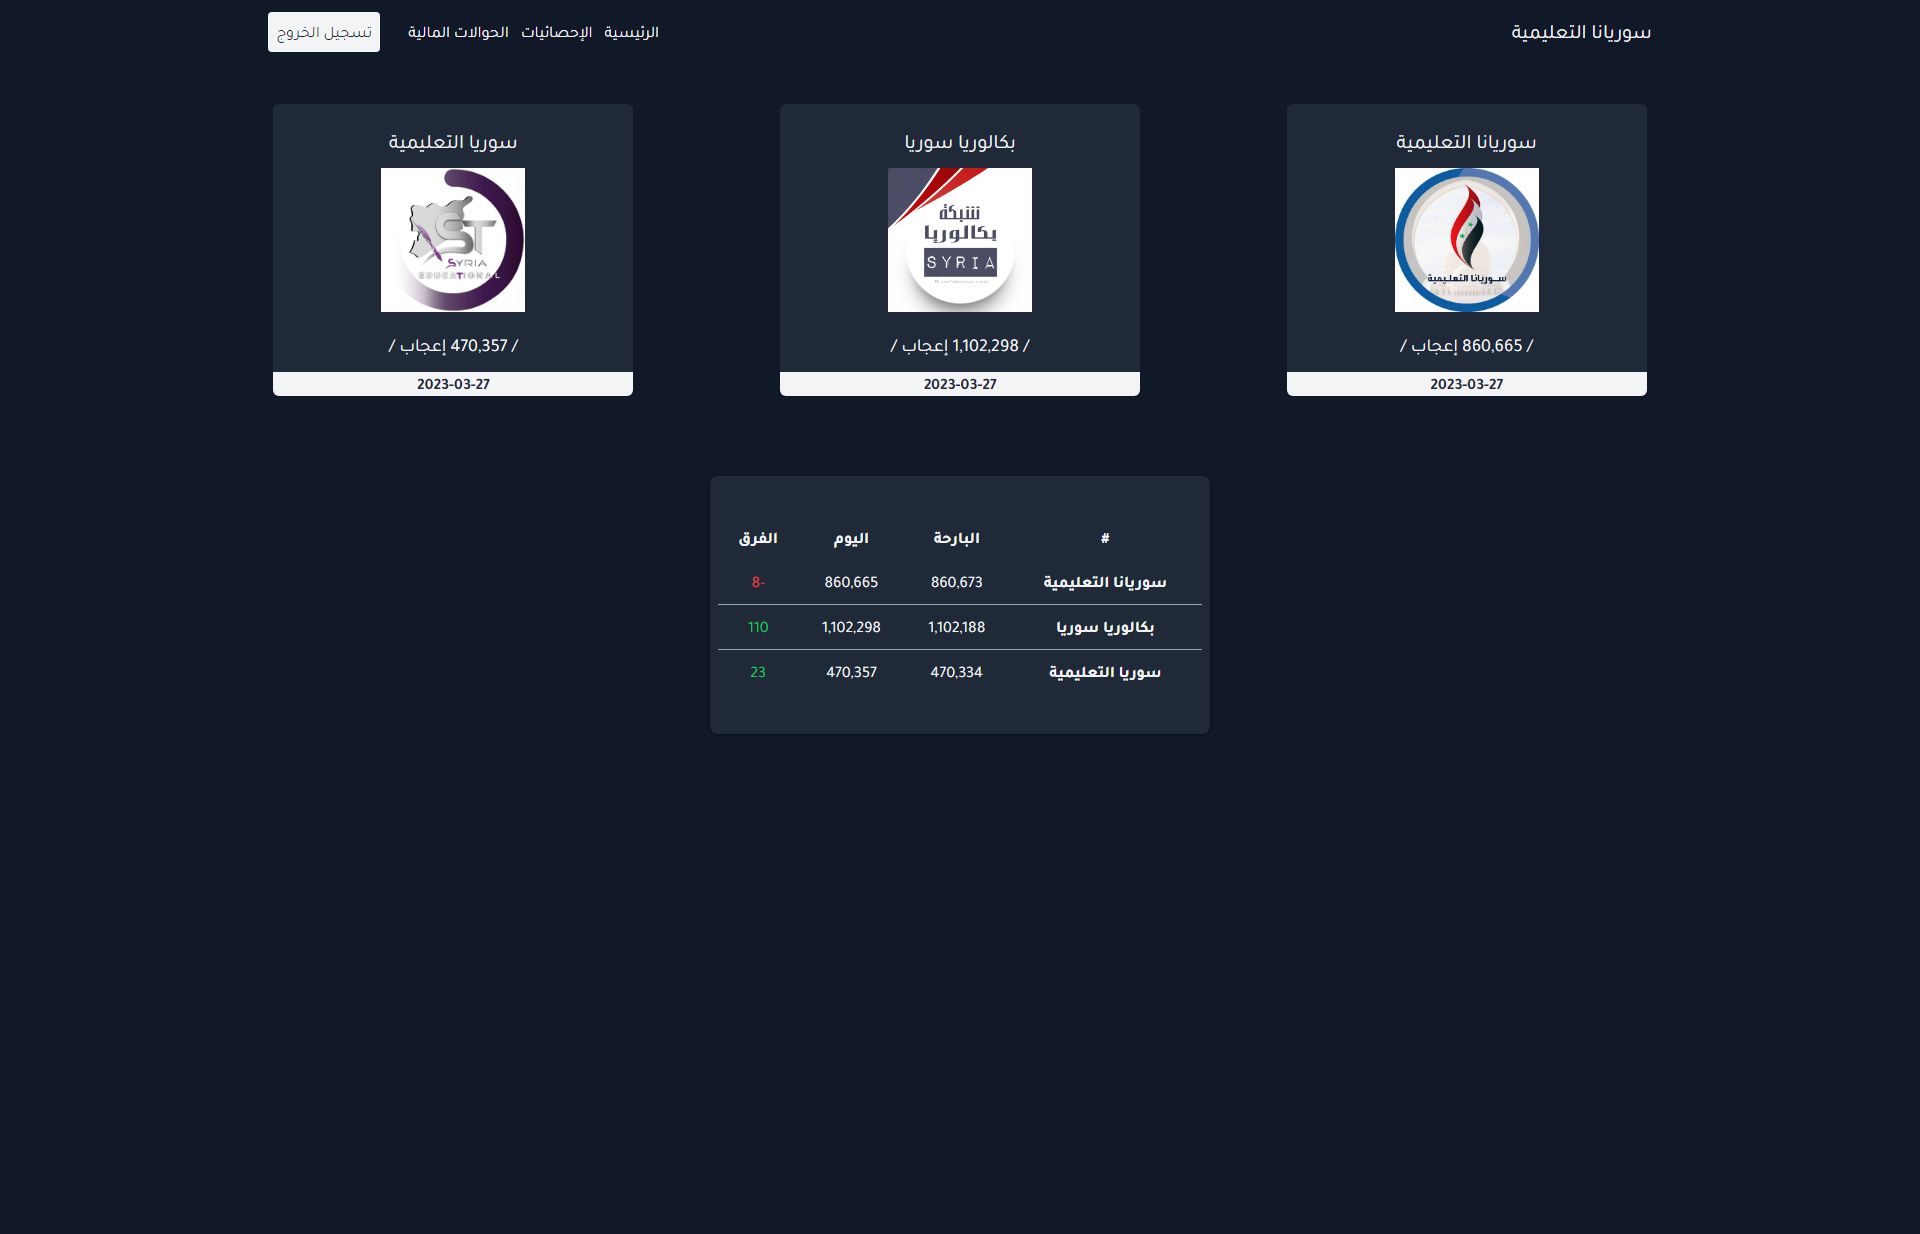 سوريانا التعليمية
الرئيسية الإحصائيات الحوالات المالية تسجيل الخروج
سوريانا التعليمية
سوريانا التعليمية
/ 860,665 إعجاب /
2023-03-27
بكالوريا سوريا
شبكة
بكالوريا
SYRIA
/ 1,102,298 إعجاب /
2023-03-27
سوريا التعليمية
ST
SYRIA
EDUCATIONAL
/ 470,357 إعجاب /
2023-03-27
# البارحة اليوم الفرق
سوريانا التعليمية 860,673 860,665 -8
بكالوريا سوريا 1,102,188 1,102,298 110
سوريا التعليمية 470,334 470,357 23